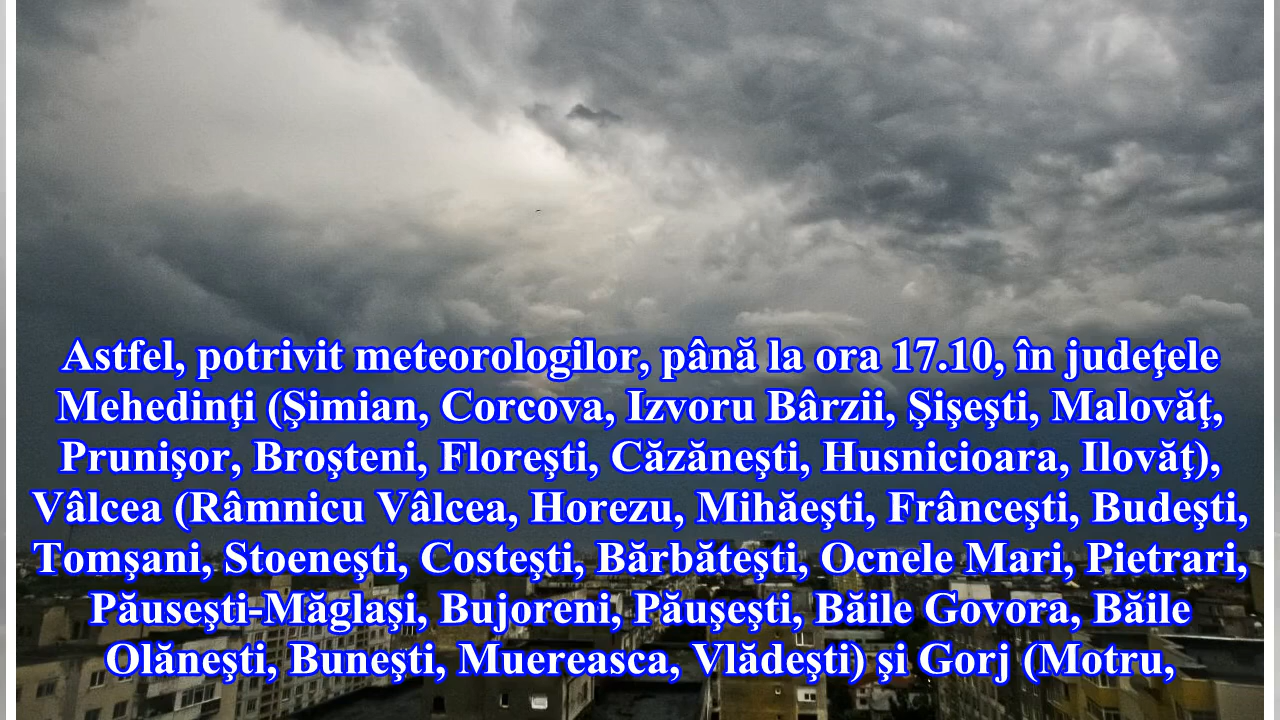 Astfel, potrivit meteorologilor, până la ora 17.10, în judeţele
Mehedinţi (Şimian, Corcova, Izvoru Bârzii, Şişeşti, Malovăţ,
Prunişor, Broşteni, Floreşti, Căzăneşti, Husnicioara, Ilovăţ),
Vâlcea (Râmnicu Vâlcea, Horezu, Mihăeşti, Frânceşti, Budeşti,
Tomşani, Stoeneşti, Costeşti, Bărbăteşti, Ocnele Mari, Pietrari,
Păuseşti-Măglaşi, Bujoreni, Păuşeşti, Băile Govora, Băile
Olăneşti, Buneşti, Muereasca, Vlădeşti) şi Gorj (Motru,